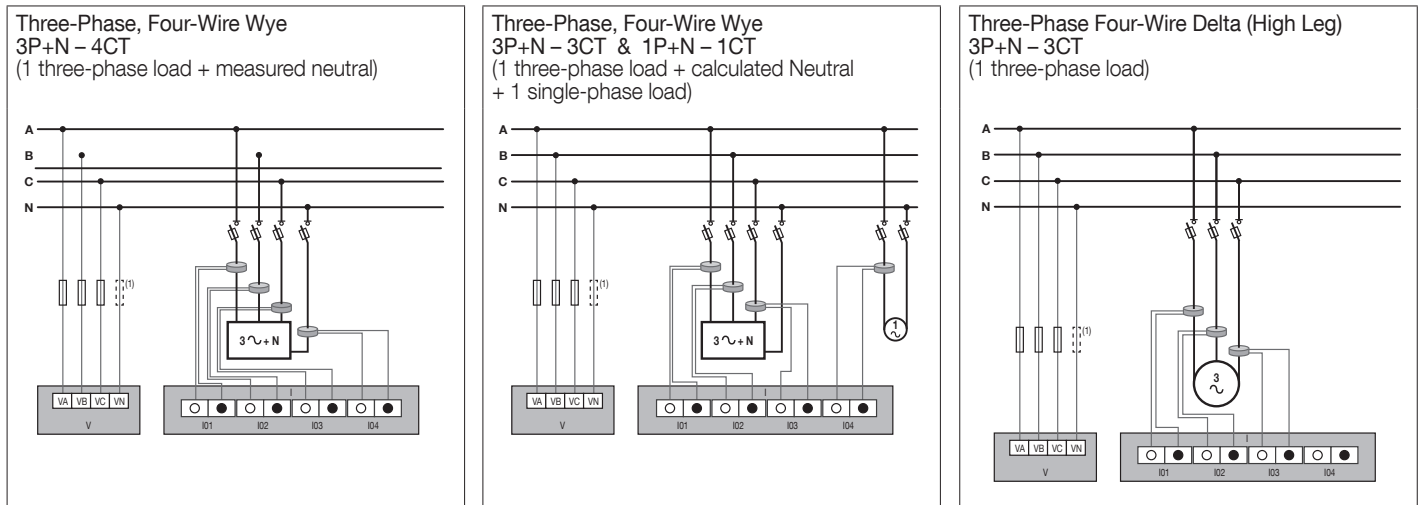 Three-Phase, Four-Wire Wye
3P+N – 4CT
(1 three-phase load + measured neutral)
A
B
C
N
(1)
3 ∿ + N
VA VB VC VN
V
I
I01 I02 I03 I04
Three-Phase, Four-Wire Wye
3P+N – 3CT & 1P+N – 1CT
(1 three-phase load + calculated Neutral
+ 1 single-phase load)
A
B
C
N
(1)
3 ∿ + N
1
∿
VA VB VC VN
V
I
I01 I02 I03 I04
Three-Phase Four-Wire Delta (High Leg)
3P+N – 3CT
(1 three-phase load)
A
B
C
N
(1)
3
∿
VA VB VC VN
V
I
I01 I02 I03 I04